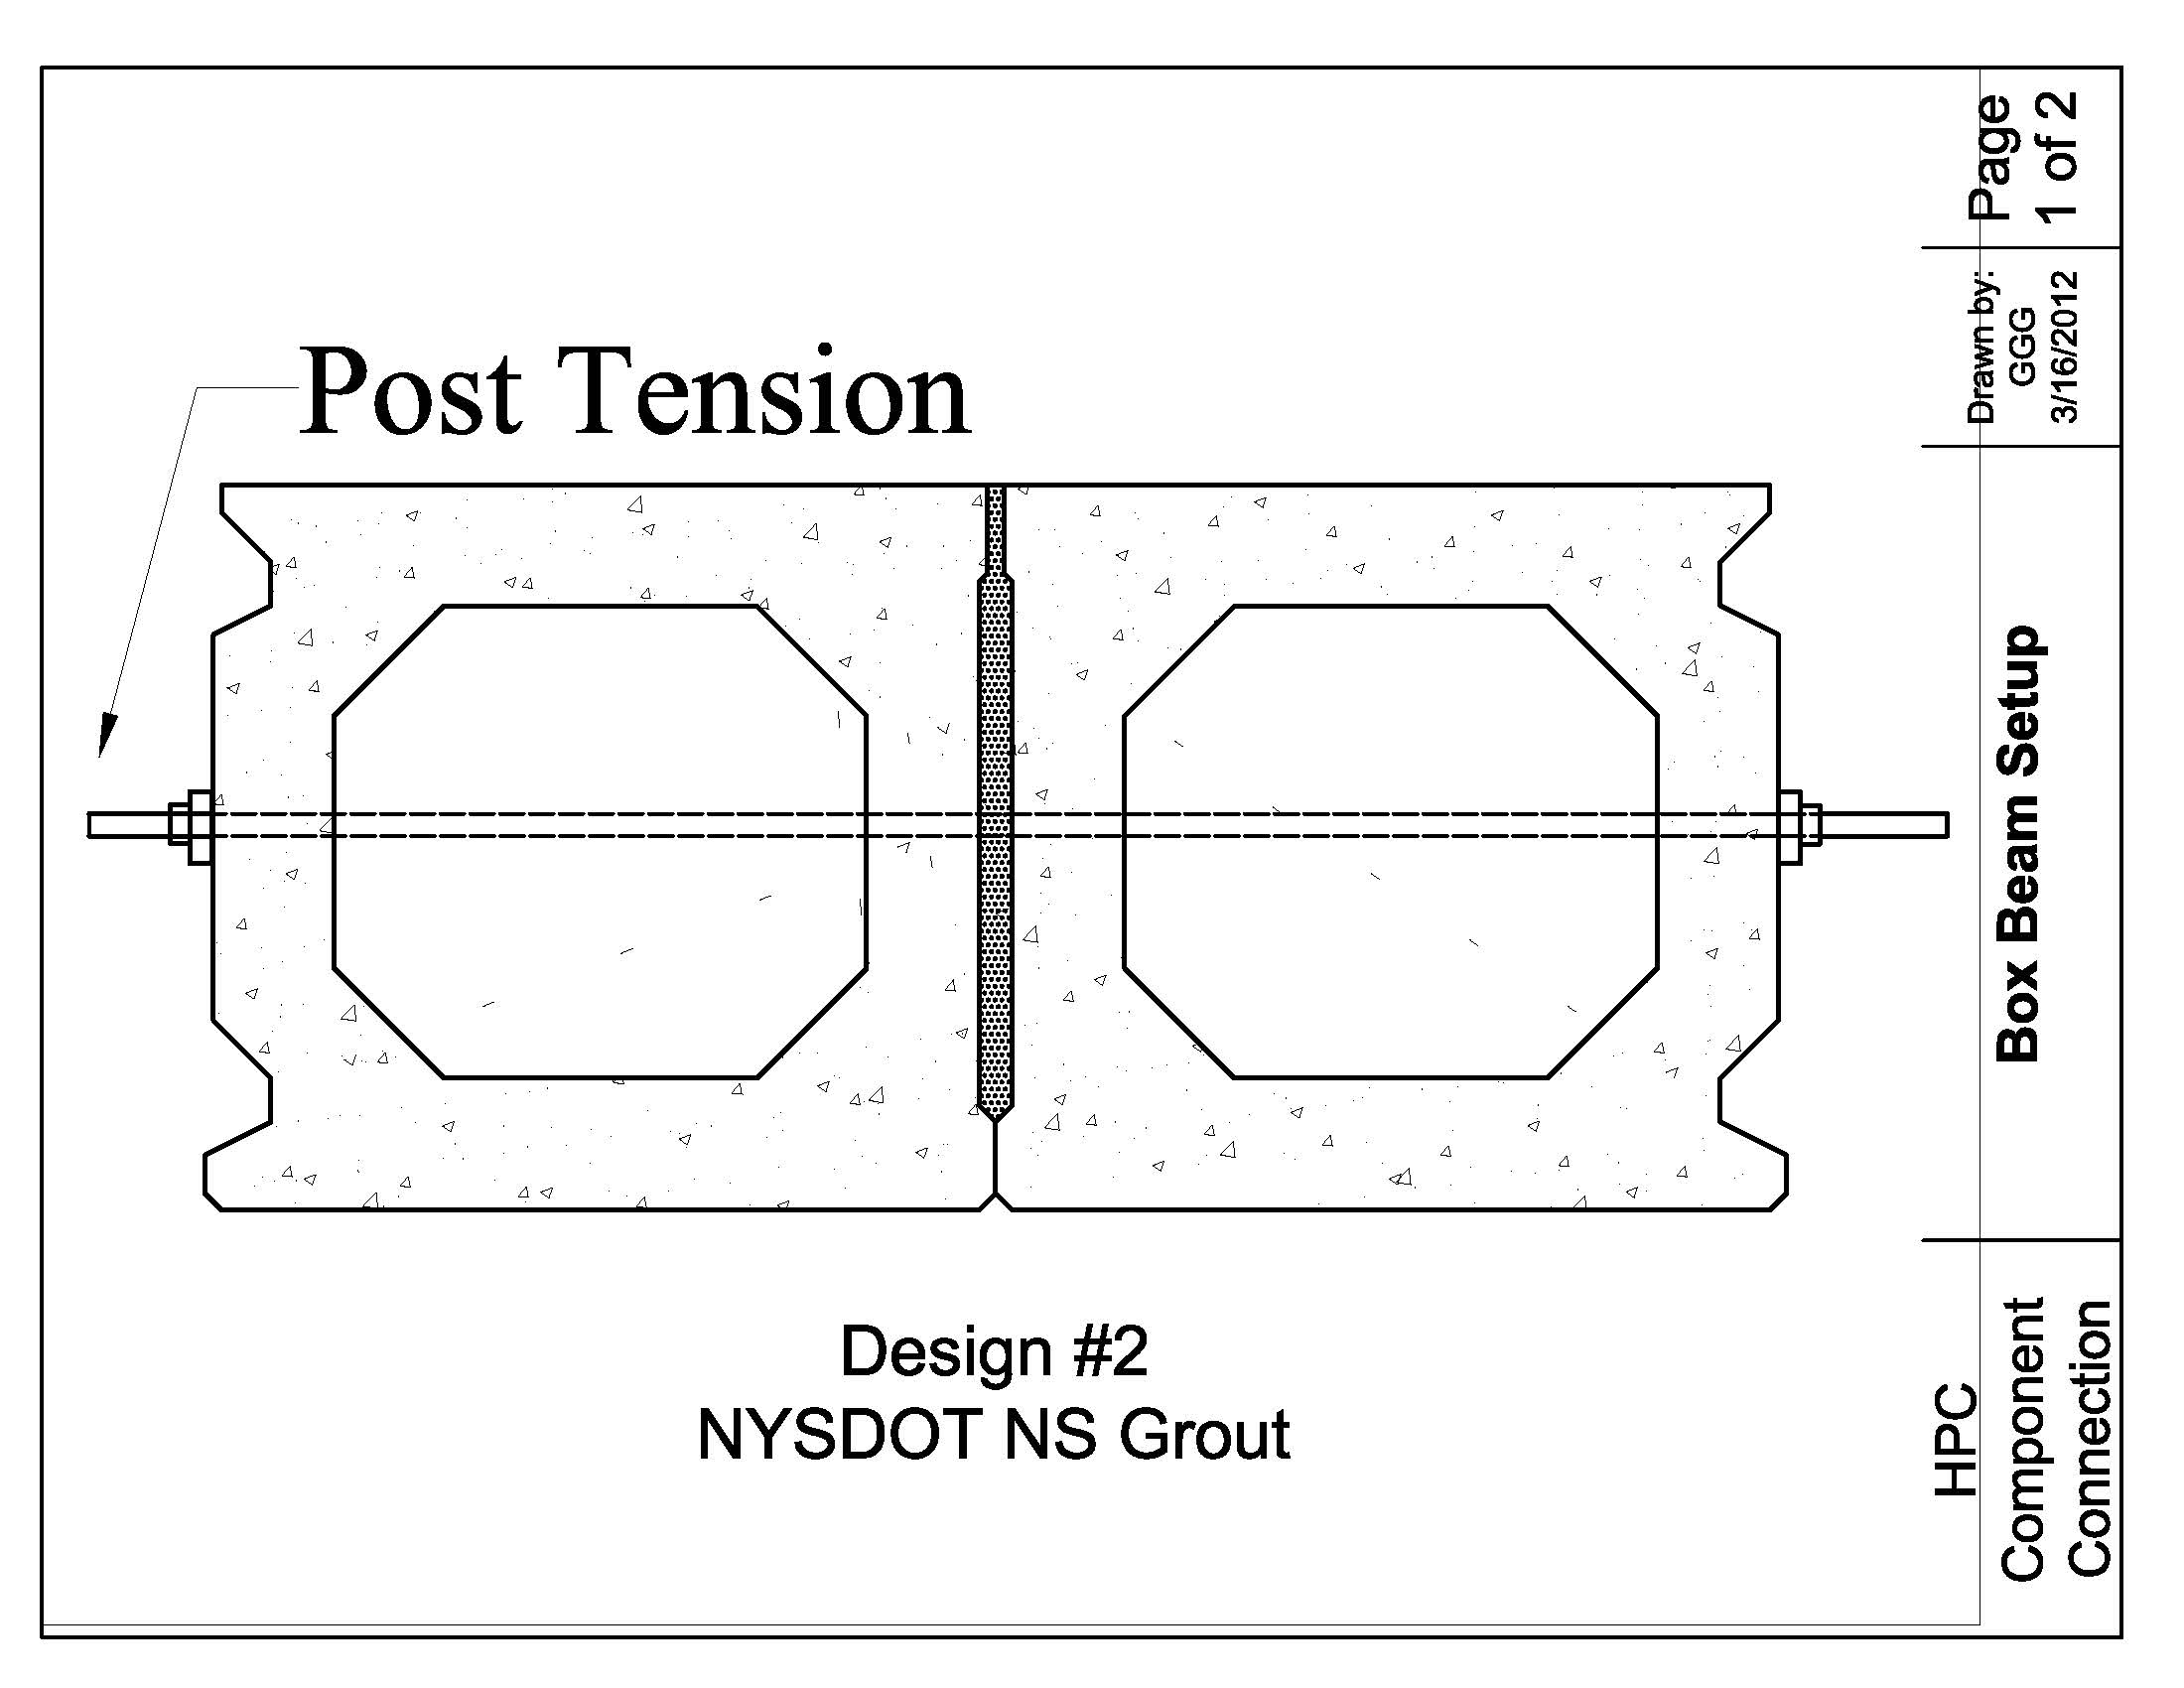 Post Tension
Design #2
NYSDOT NS Grout
HPC
Component
Connection
Box Beam Setup
Drawn by:
GGG
3/16/2012
Page
1 of 2